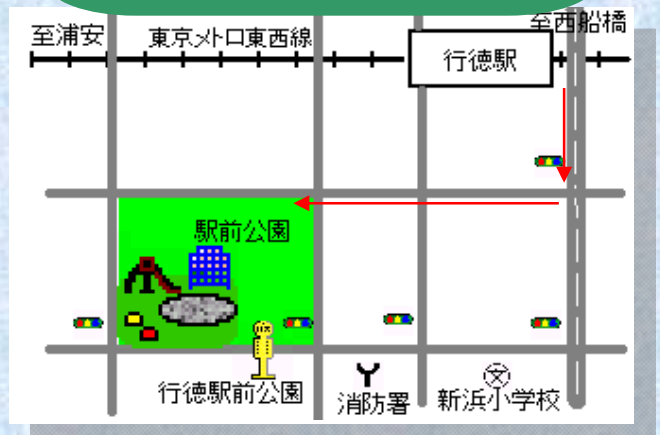 至西船橋
至浦安
東京メトロ東西線
行徳駅
駅前公園
行徳駅前公園
消防署
新浜小学校